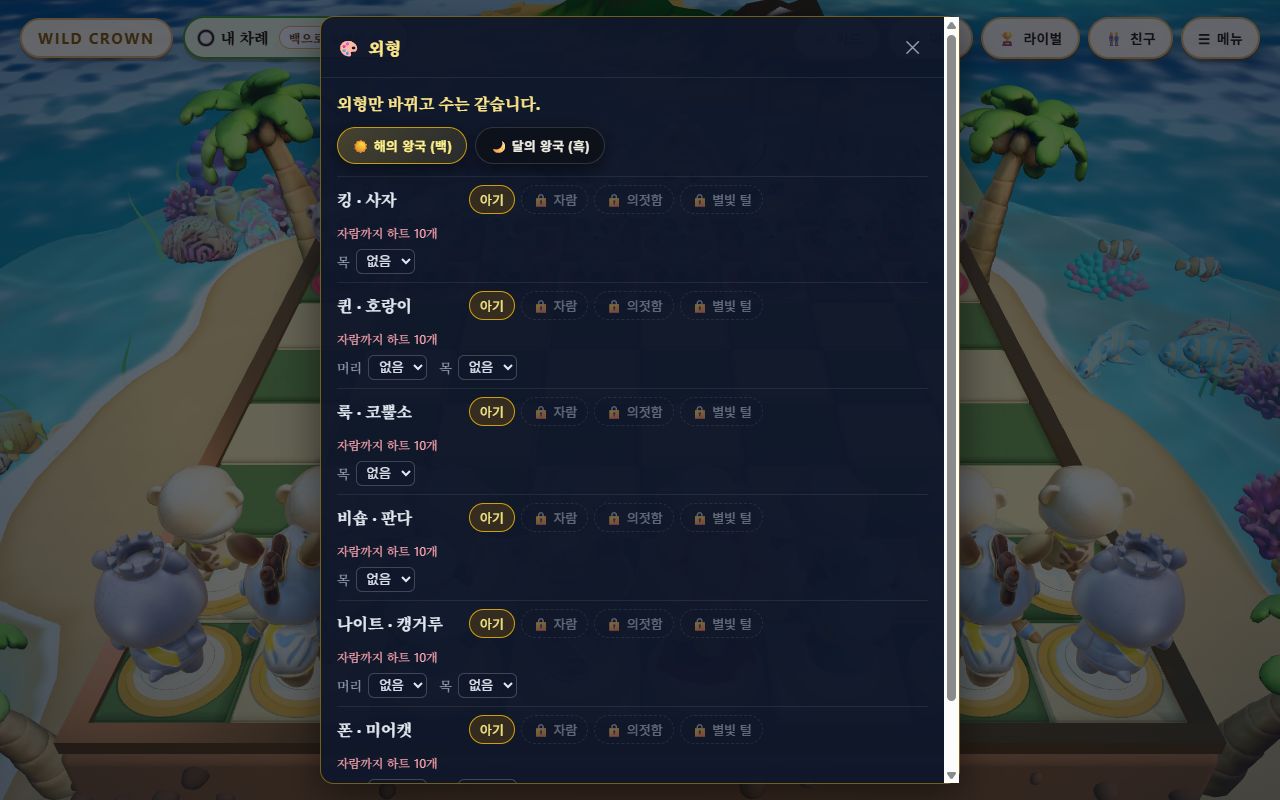 WILD CROWN
내 차례
백으로
라이벌
친구
☰ 메뉴
외형
외형만 바뀌고 수는 같습니다.
해의 왕국 (백)
달의 왕국 (흑)
킹 · 사자
아기
자람
의젓함
별빛 털
자람까지 하트 10개
목 없음
퀸 · 호랑이
아기
자람
의젓함
별빛 털
자람까지 하트 10개
머리 없음 목 없음
룩 · 코뿔소
아기
자람
의젓함
별빛 털
자람까지 하트 10개
목 없음
비숍 · 판다
아기
자람
의젓함
별빛 털
자람까지 하트 10개
목 없음
나이트 · 캥거루
아기
자람
의젓함
별빛 털
자람까지 하트 10개
머리 없음 목 없음
폰 · 미어캣
아기
자람
의젓함
별빛 털
자람까지 하트 10개